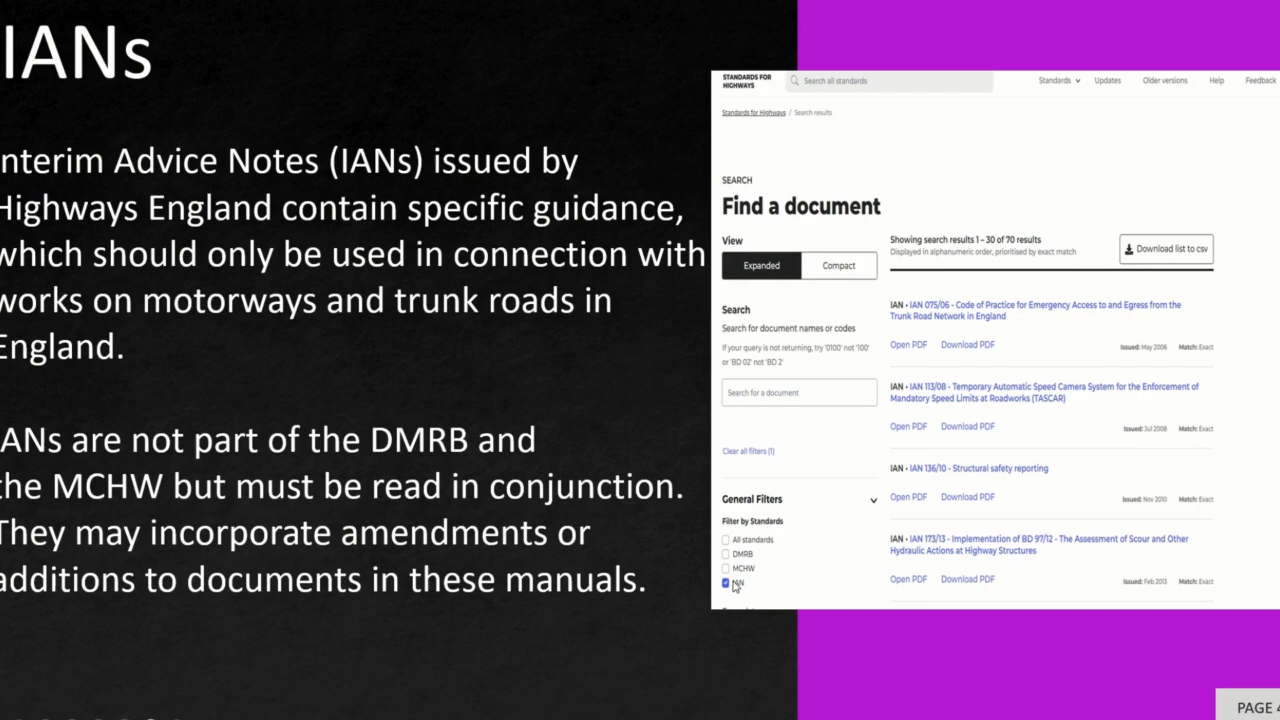 IANs
nterim Advice Notes (IANs) issued by
Highways England contain specific guidance,
which should only be used in connection with
works on motorways and trunk roads in
England.
IANs are not part of the DMRB and
the MCHW but must be read in conjunction.
They may incorporate amendments or
additions to documents in these manuals.
STANDARDS FOR
HIGHWAYS
Search all standards
Standards
Updates
Older versions
Help
Feedback
Standards for Highways / Search results
SEARCH
Find a document
View
Expanded
Compact
Search
Search for document names or codes
If your query is not returning, try '0100' not '100'
or 'BD 02' not 'BD 2'
Search for a document
Clear all filters (1)
General Filters
Filter by Standards
All standards
DMRB
MCHW
IAN
Showing search results 1 - 30 of 70 results
Displayed in alphanumeric order, prioritised by exact match
Download list to csv
IAN • IAN 075/06 - Code of Practice for Emergency Access to and Egress from the
Trunk Road Network in England
Open PDF Download PDF
Issued: May 2006 Match: Exact
IAN • IAN 113/08 - Temporary Automatic Speed Camera System for the Enforcement of
Mandatory Speed Limits at Roadworks (TASCAR)
Open PDF Download PDF
Issued: Jul 2008 Match: Exact
IAN • IAN 136/10 - Structural safety reporting
Open PDF Download PDF
Issued: Nov 2010 Match: Exact
IAN • IAN 173/13 - Implementation of BD 97/12 - The Assessment of Scour and Other
Hydraulic Actions at Highway Structures
Open PDF Download PDF
Issued: Feb 2013 Match: Exact
PAGE 4